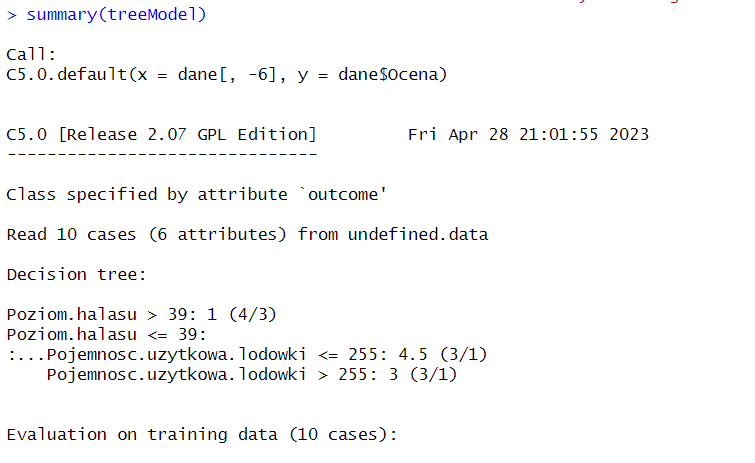 > summary(treeModel)
Call:
C5.0.default(x = dane[, -6], y = dane$Ocena)
C5.0 [Release 2.07 GPL Edition]         Fri Apr 28 21:01:55 2023
-------------------------------
Class specified by attribute `outcome'
Read 10 cases (6 attributes) from undefined.data
Decision tree:
Poziom.halasu > 39: 1 (4/3)
Poziom.halasu <= 39:
:...Pojemnosc.uzytkowa.lodowki <= 255: 4.5 (3/1)
    Pojemnosc.uzytkowa.lodowki > 255: 3 (3/1)
Evaluation on training data (10 cases):